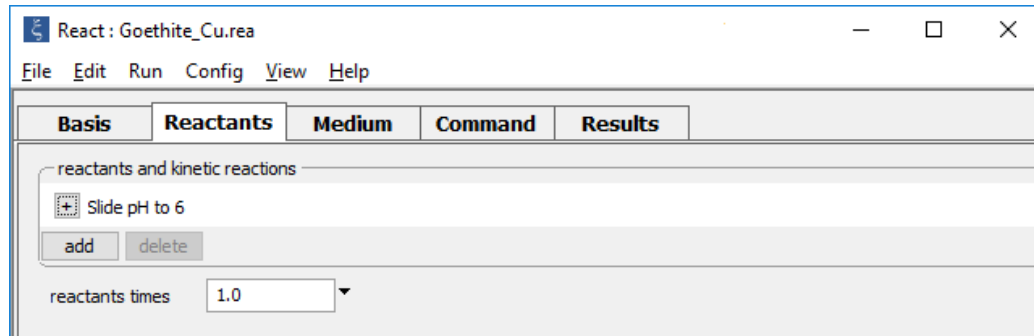 React : Goethite_Cu.rea
File Edit Run Config View Help
Basis Reactants Medium Command Results
reactants and kinetic reactions
+ Slide pH to 6
add delete
reactants times 1.0